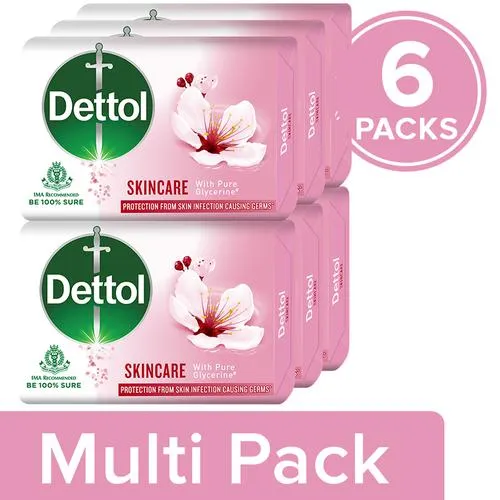 6
PACKS
Dettol
SKINCARE
With Pure
Glycerine*
IMA RECOMMENDED
BE 100% SURE
PROTECTION FROM SKIN INFECTION CAUSING GERMS*
Dettol
SKINCARE
Dettol
SKINCARE
With Pure
Glycerine*
IMA RECOMMENDED
BE 100% SURE
PROTECTION FROM SKIN INFECTION CAUSING GERMS*
Dettol
SKINCARE
Multi Pack